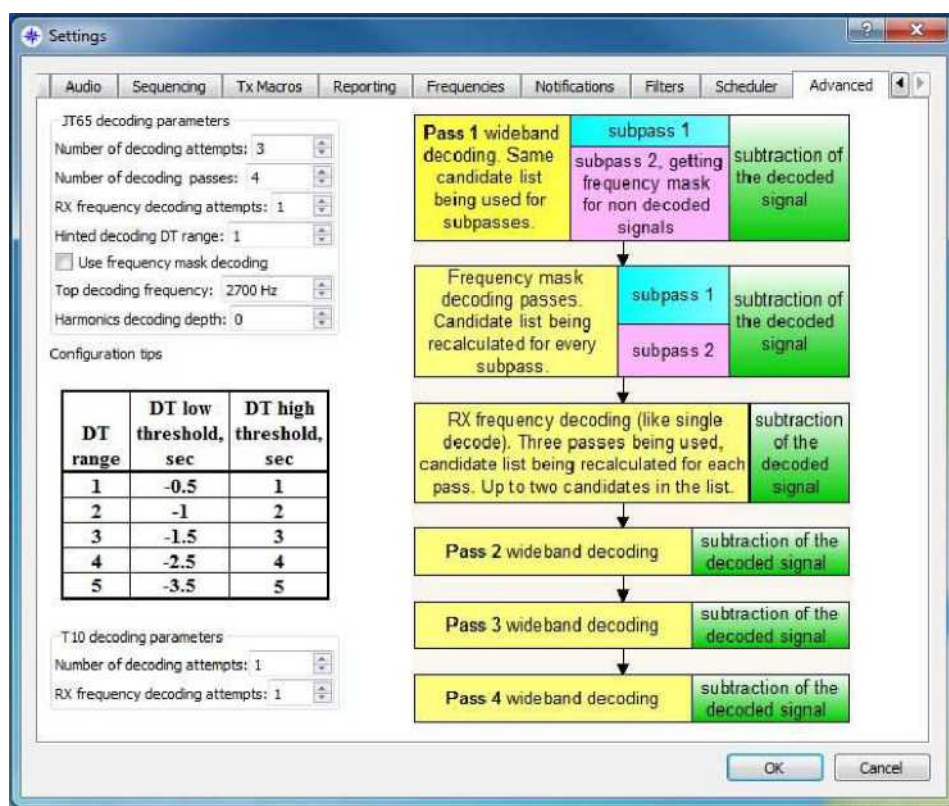 Settings
Audio Sequencing Tx Macros Reporting Frequencies Notifications Filters Scheduler Advanced
JT65 decoding parameters
Number of decoding attempts: 3
Number of decoding passes: 4
RX frequency decoding attempts: 1
Hinted decoding DT range: 1
Use frequency mask decoding
Top decoding frequency: 2700 Hz
Harmonics decoding depth: 0
Configuration tips
DT range
DT low threshold, sec
DT high threshold, sec
1 -0.5 1
2 -1 2
3 -1.5 3
4 -2.5 4
5 -3.5 5
T10 decoding parameters
Number of decoding attempts: 1
RX frequency decoding attempts: 1
Pass 1 wideband
decoding. Same
candidate list
being used for
subpasses.
subpass 1
subpass 2, getting
frequency mask
for non decoded
signals
subtraction of
the decoded
signal
Frequency mask
decoding passes.
Candidate list being
recalculated for every
subpass.
subpass 1
subpass 2
subtraction of
the decoded
signal
RX frequency decoding (like single
decode). Three passes being used,
candidate list being recalculated for each
pass. Up to two candidates in the list.
subtraction
of the
decoded
signal
Pass 2 wideband decoding
subtraction of the
decoded signal
Pass 3 wideband decoding
subtraction of the
decoded signal
Pass 4 wideband decoding
subtraction of the
decoded signal
OK Cancel